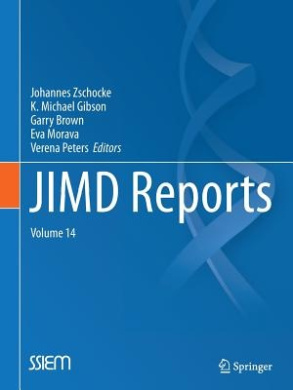 Johannes Zschocke
K. Michael Gibson
Garry Brown
Eva Morava
Verena Peters Editors
JIMD Reports
Volume 14
SSIEM
Springer